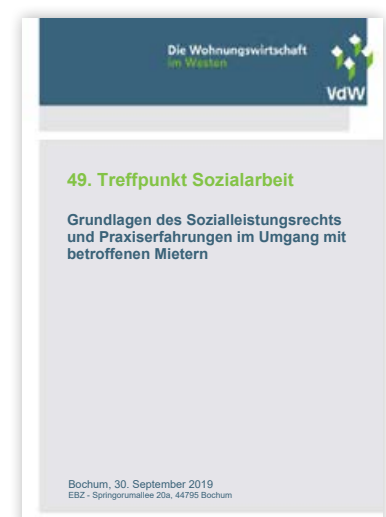 Die Wohnungswirtschaft
im Westen
VdW
49. Treffpunkt Sozialarbeit
Grundlagen des Sozialleistungsrechts
und Praxiserfahrungen im Umgang mit
betroffenen Mietern
Bochum, 30. September 2019
EBZ - Springorumallee 20a, 44795 Bochum